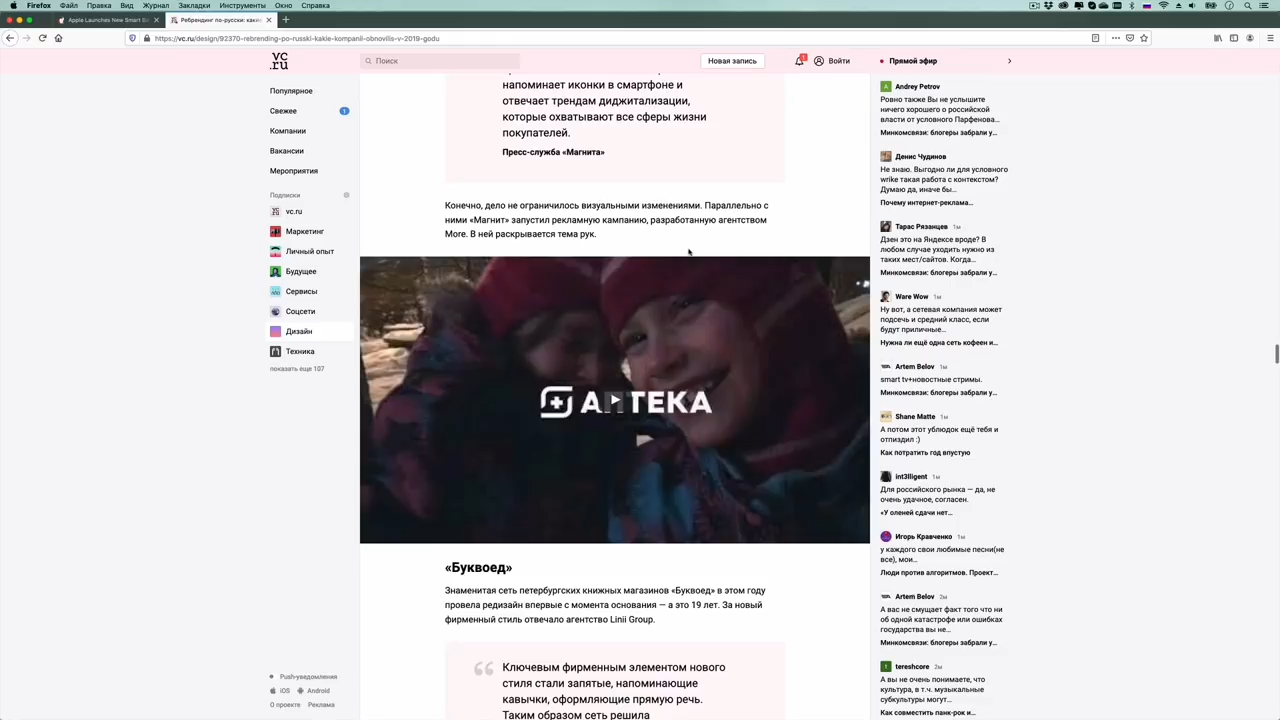 Firefox Файл Правка Вид Журнал Закладки Инструменты Окно Справка
Ребрендинг по-русски: какие
https://vc.ru/design/92370-rebrending-po-russki-kakie-kompanii-obnovilis-v-2019-godu
vc
.ru
Поиск
Новая запись
1
Войти
Прямой эфир
Популярное
Свежее
1
Компании
Вакансии
Мероприятия
Подписки
vc.ru
Маркетинг
Личный опыт
Будущее
Сервисы
Соцсети
Дизайн
Техника
показать еще 107
Push-уведомления
iOS Android
О проекте Реклама
напоминает иконки в смартфоне и
отвечает трендам диджитализации,
которые охватывают все сферы жизни
покупателей.
Пресс-служба «Магнита»
Конечно, дело не ограничилось визуальными изменениями. Параллельно с
ними «Магнит» запустил рекламную кампанию, разработанную агентством
More. В ней раскрывается тема рук.
АПТЕКА
«Буквоед»
Знаменитая сеть петербургских книжных магазинов «Буквоед» в этом году
провела редизайн впервые с момента основания — а это 19 лет. За новый
фирменный стиль отвечало агентство Linii Group.
Ключевым фирменным элементом нового
стиля стали запятые, напоминающие
кавычки, оформляющие прямую речь.
Таким образом сеть решила
A Andrey Petrov
Ровно также Вы не услышите
ничего хорошего о российской
власти от условного Парфенова...
Минкомсвязи: блогеры забрали у...
Денис Чудинов
Не знаю. Выгодно ли для условного
wrike такая работа с контекстом?
Думаю да, иначе бы...
Почему интернет-реклама...
Тарас Рязанцев 1м
Дзен это на Яндексе вроде? В
любом случае уходить нужно из
таких мест/сайтов. Когда...
Минкомсвязи: блогеры забрали у...
Ware Wow 1м
Ну вот, а сетевая компания может
подсечь и средний класс, если
будут приличные...
Нужна ли ещё одна сеть кофеен и...
Artem Belov 1м
smart tv+новостные стримы.
Минкомсвязи: блогеры забрали у...
Shane Matte 1м
А потом этот ублюдок ещё тебя и
отпиздил :)
Как потратить год впустую
int3lligent 1м
Для российского рынка — да, не
очень удачное, согласен.
«У оленей сдачи нет...
Игорь Кравченко 1м
у каждого свои любимые песни(не
все), мои...
Люди против алгоритмов. Проект...
Artem Belov 2м
А вас не смущает факт того что ни
об одной катастрофе или ошибках
государства вы не...
Минкомсвязи: блогеры забрали у...
t tereshcore 2м
А вы не очень понимаете, что
культура, в т.ч. музыкальные
субкультуры могут...
Как совместить панк-рок и...